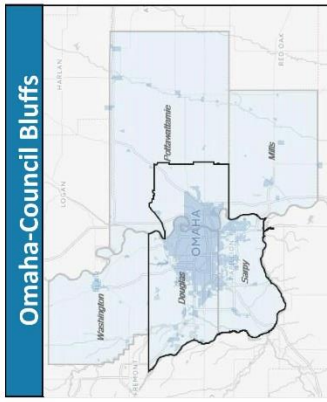 Omaha-Council Bluffs
HARLAN
LOGAN
RED OAK
Washington
Pottawattamie
Douglas
OMAHA
Mills
Sarpy